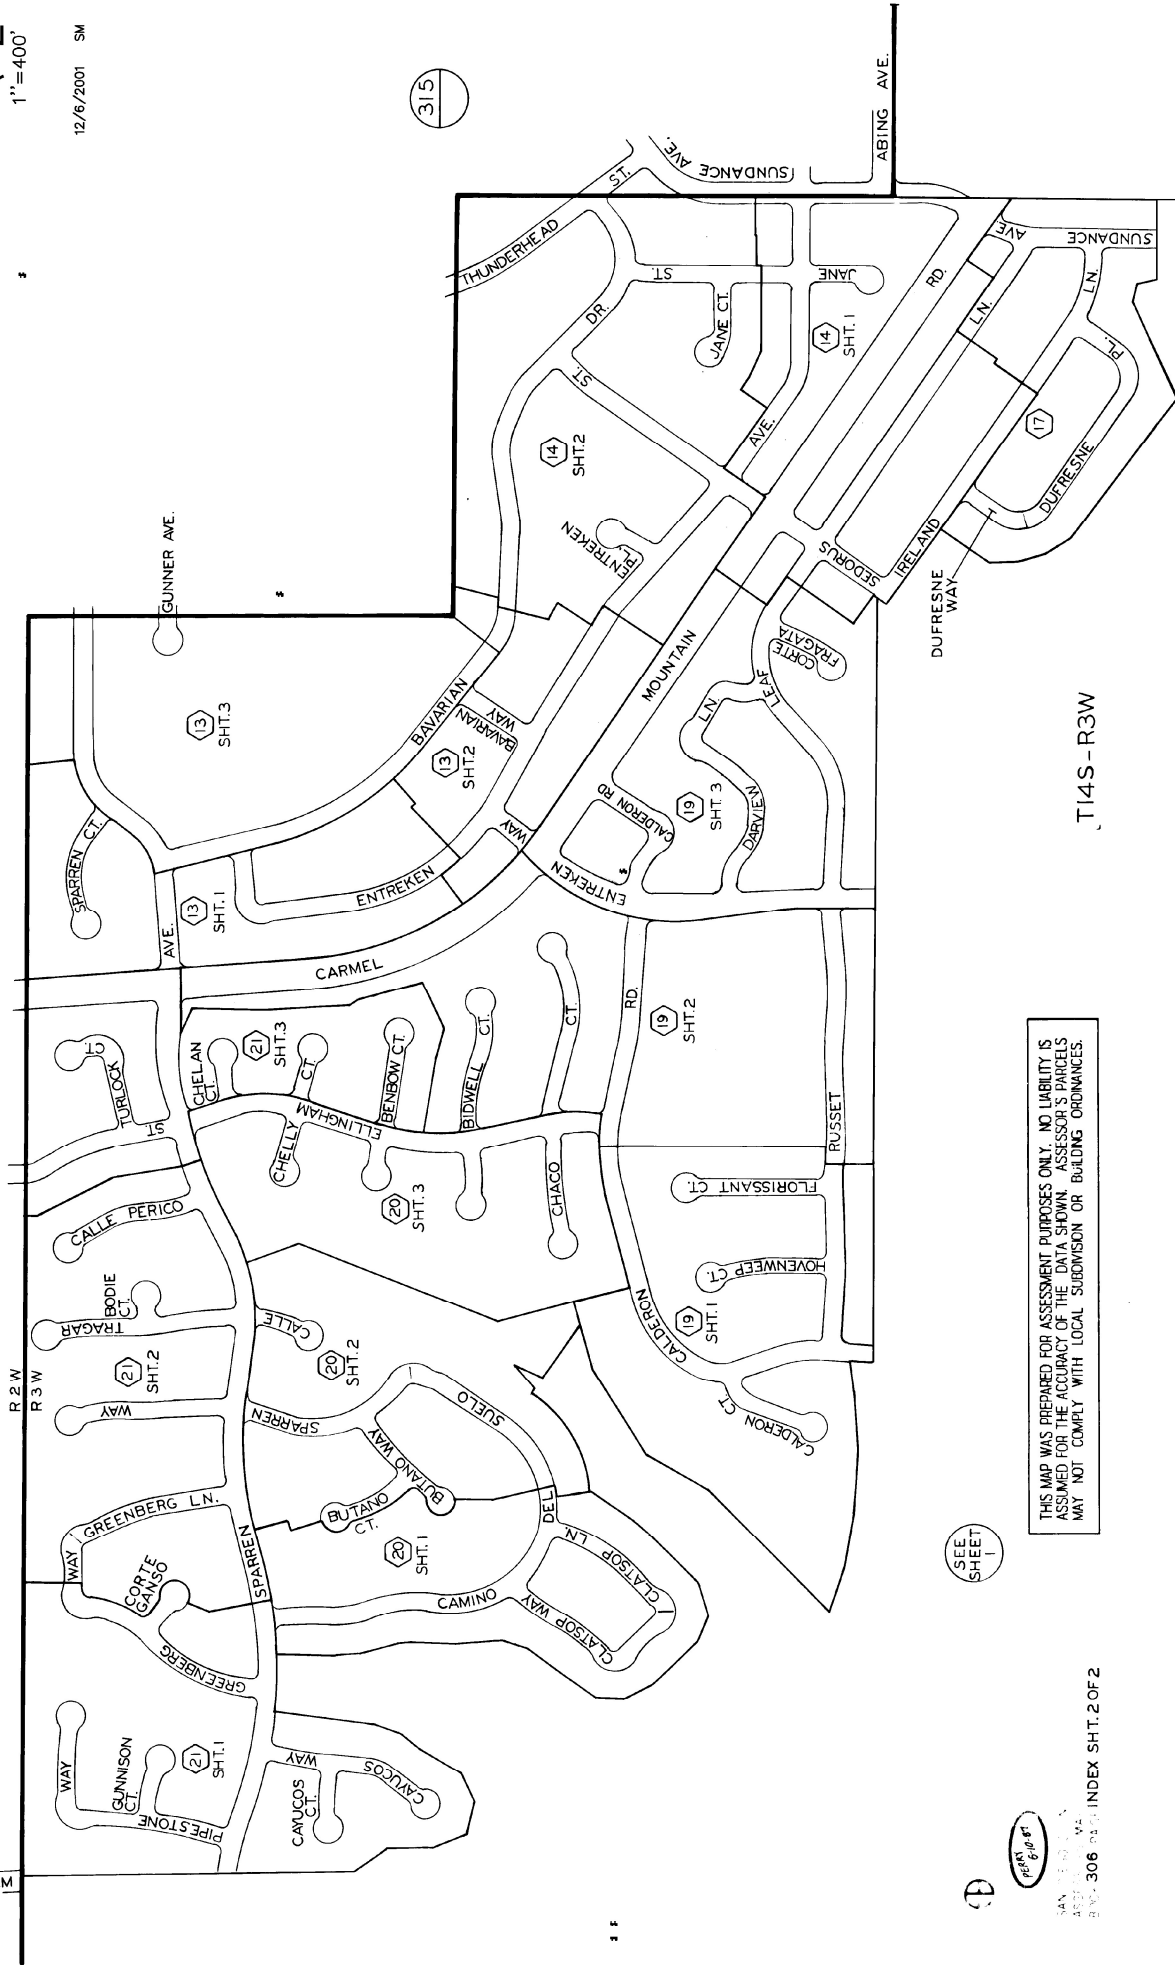 1"=400'
12/6/2001 SM
315
ABING AVE.
SUNDANCE AVE.
THUNDERHEAD ST.
ST.
JANE
JANE CT.
DR.
ST.
14
SHT. 1
RD.
AVE
SUNDANCE
LN.
LN.
PL.
17
AVE.
14
SHT.2
DUFRESNE
DUFRESNE
WAY
IRELAND
SEDORUS
ENTREKEN
PL.
ENTREKEN
GUNNER AVE.
13
SHT.3
BAVARIAN
BAVARIAN
WAY
13
SHT.2
MOUNTAIN
CORTE
FRAGATA
LEAF
LN.
DARVIEW
19
SHT. 3
CALDERON RD
WAY
ENTREKEN
ENTREKEN
SPARREN CT.
13
SHT. 1
AVE.
CARMEL
RD.
19
SHT.2
RUSSET
CT.
TURLOCK
ST.
CHELAN
CT.
21
SHT.3
CT.
BENBOW CT.
BIDWELL CT.
CT.
CHELLY
ELLINGHAM
20
SHT.3
CHACO
FLORISSANT
CT.
HOVENWEEP CT.
19
SHT.1
CALDERON
CALDERON CT.
R2W
R3W
CALLE PERICO
BODIE
CT.
TRAGAR
21
SHT.2
WAY
CALLE
20
SHT.2
SPARREN
SUELO
BUTANO WAY
BUTANO
CT.
20
SHT. 1
DEL
CAMINO
CLATSOP LN.
CLATSOP WAY
WAY
GREENBERG LN.
CORTE
GANSO
SPARREN
GREENBERG
WAY
GUNNISON
CT.
21
SHT.1
PIPESTONE
WAY
CAYUCOS
CT.
CAYUCOS
M
T14S-R3W
THIS MAP WAS PREPARED FOR ASSESSMENT PURPOSES ONLY. NO LIABILITY IS
ASSUMED FOR THE ACCURACY OF THE DATA SHOWN. ASSESSOR'S PARCELS
MAY NOT COMPLY WITH LOCAL SUBDIVISION OR BUILDING ORDINANCES.
SEE
SHEET
1
PERRY
6-10-87
306 INDEX SHT. 2 OF 2